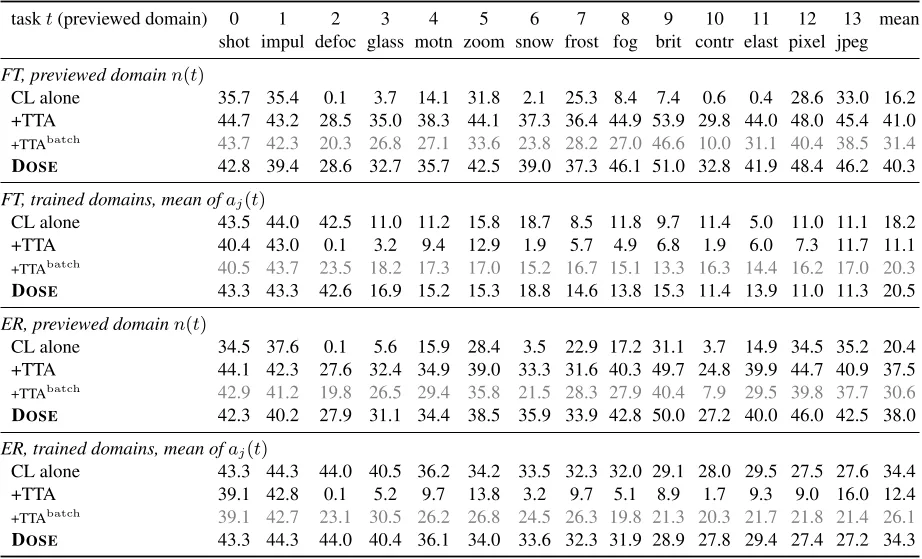 task t (previewed domain) 0 1 2 3 4 5 6 7 8 9 10 11 12 13 mean
shot impul defoc glass motn zoom snow frost fog brit contr elast pixel jpeg
FT, previewed domain n(t)
CL alone 35.7 35.4 0.1 3.7 14.1 31.8 2.1 25.3 8.4 7.4 0.6 0.4 28.6 33.0 16.2
+TTA 44.7 43.2 28.5 35.0 38.3 44.1 37.3 36.4 44.9 53.9 29.8 44.0 48.0 45.4 41.0
+TTAbatch 43.7 42.3 20.3 26.8 27.1 33.6 23.8 28.2 27.0 46.6 10.0 31.1 40.4 38.5 31.4
DOSE 42.8 39.4 28.6 32.7 35.7 42.5 39.0 37.3 46.1 51.0 32.8 41.9 48.4 46.2 40.3
FT, trained domains, mean of aj(t)
CL alone 43.5 44.0 42.5 11.0 11.2 15.8 18.7 8.5 11.8 9.7 11.4 5.0 11.0 11.1 18.2
+TTA 40.4 43.0 0.1 3.2 9.4 12.9 1.9 5.7 4.9 6.8 1.9 6.0 7.3 11.7 11.1
+TTAbatch 40.5 43.7 23.5 18.2 17.3 17.0 15.2 16.7 15.1 13.3 16.3 14.4 16.2 17.0 20.3
DOSE 43.3 43.3 42.6 16.9 15.2 15.3 18.8 14.6 13.8 15.3 11.4 13.9 11.0 11.3 20.5
ER, previewed domain n(t)
CL alone 34.5 37.6 0.1 5.6 15.9 28.4 3.5 22.9 17.2 31.1 3.7 14.9 34.5 35.2 20.4
+TTA 44.1 42.3 27.6 32.4 34.9 39.0 33.3 31.6 40.3 49.7 24.8 39.9 44.7 40.9 37.5
+TTAbatch 42.9 41.2 19.8 26.5 29.4 35.8 21.5 28.3 27.9 40.4 7.9 29.5 39.8 37.7 30.6
DOSE 42.3 40.2 27.9 31.1 34.4 38.5 35.9 33.9 42.8 50.0 27.2 40.0 46.0 42.5 38.0
ER, trained domains, mean of aj(t)
CL alone 43.3 44.3 44.0 40.5 36.2 34.2 33.5 32.3 32.0 29.1 28.0 29.5 27.5 27.6 34.4
+TTA 39.1 42.8 0.1 5.2 9.7 13.8 3.2 9.7 5.1 8.9 1.7 9.3 9.0 16.0 12.4
+TTAbatch 39.1 42.7 23.1 30.5 26.2 26.8 24.5 26.3 19.8 21.3 20.3 21.7 21.8 21.4 26.1
DOSE 43.3 44.3 44.0 40.4 36.1 34.0 33.6 32.3 31.9 28.9 27.8 29.4 27.4 27.2 34.3